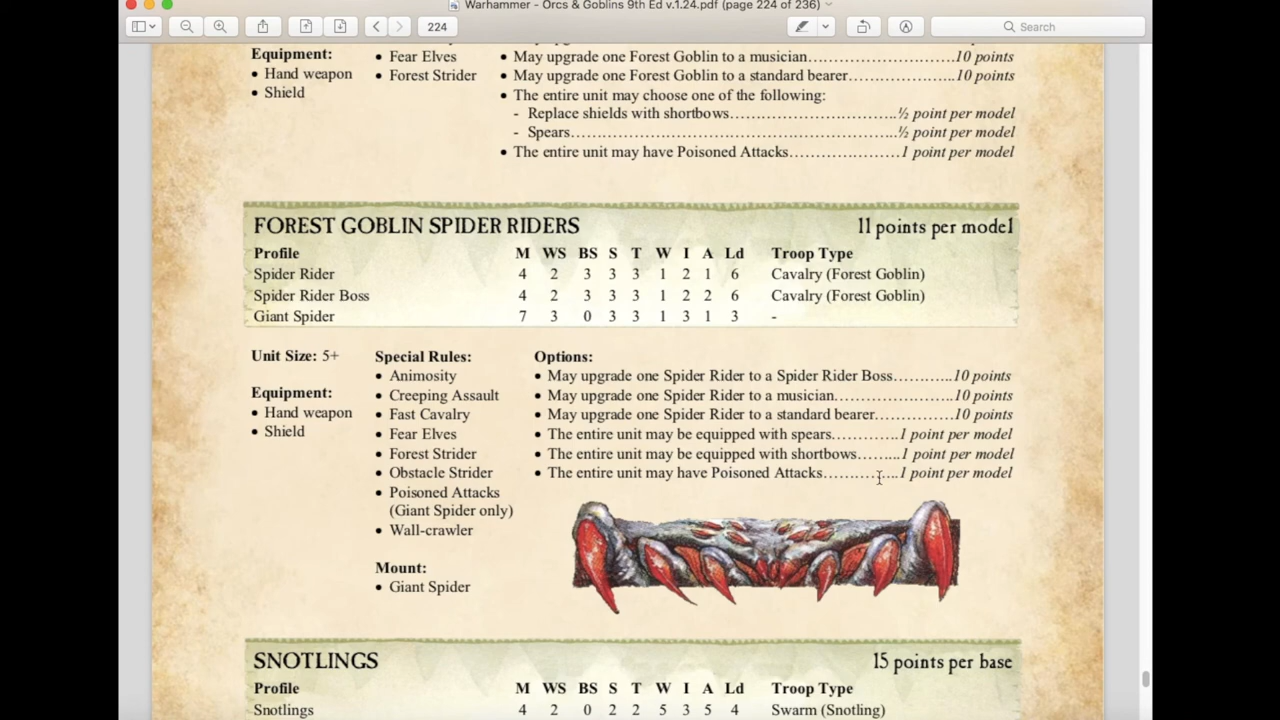 Warhammer - Orcs & Goblins 9th Ed v.1.24.pdf (page 224 of 236)
224
Search
Equipment:
• Hand weapon
• Shield
• Fear Elves
• Forest Strider
• May upgrade one Forest Goblin to a musician..........................10 points
• May upgrade one Forest Goblin to a standard bearer...................10 points
• The entire unit may choose one of the following:
- Replace shields with shortbows.............................½ point per model
- Spears..........................................................½ point per model
• The entire unit may have Poisoned Attacks....................1 point per model
FOREST GOBLIN SPIDER RIDERS 11 points per model
Profile M WS BS S T W I A Ld Troop Type
Spider Rider 4 2 3 3 3 1 2 1 6 Cavalry (Forest Goblin)
Spider Rider Boss 4 2 3 3 3 1 2 2 6 Cavalry (Forest Goblin)
Giant Spider 7 3 0 3 3 1 3 1 3 -
Unit Size: 5+
Equipment:
• Hand weapon
• Shield
Special Rules:
• Animosity
• Creeping Assault
• Fast Cavalry
• Fear Elves
• Forest Strider
• Obstacle Strider
• Poisoned Attacks
(Giant Spider only)
• Wall-crawler
Mount:
• Giant Spider
Options:
• May upgrade one Spider Rider to a Spider Rider Boss...........10 points
• May upgrade one Spider Rider to a musician.....................10 points
• May upgrade one Spider Rider to a standard bearer.............10 points
• The entire unit may be equipped with spears............1 point per model
• The entire unit may be equipped with shortbows........1 point per model
• The entire unit may have Poisoned Attacks..............1 point per model
SNOTLINGS 15 points per base
Profile M WS BS S T W I A Ld Troop Type
Snotlings 4 2 0 2 2 5 3 5 4 Swarm (Snotling)